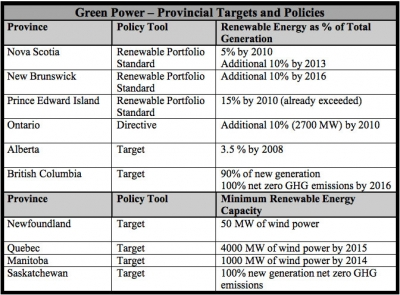 Green Power – Provincial Targets and Policies
Province Policy Tool Renewable Energy as % of Total
Generation
Nova Scotia Renewable Portfolio 5% by 2010
Standard Additional 10% by 2013
New Brunswick Renewable Portfolio Additional 10% by 2016
Standard
Prince Edward Island Renewable Portfolio 15% by 2010 (already exceeded)
Standard
Ontario Directive Additional 10% (2700 MW) by 2010
Alberta Target 3.5 % by 2008
British Columbia Target 90% of new generation
100% net zero GHG emissions by 2016
Province Policy Tool Minimum Renewable Energy
Capacity
Newfoundland Target 50 MW of wind power
Quebec Target 4000 MW of wind power by 2015
Manitoba Target 1000 MW of wind power by 2014
Saskatchewan Target 100% new generation net zero GHG
emissions